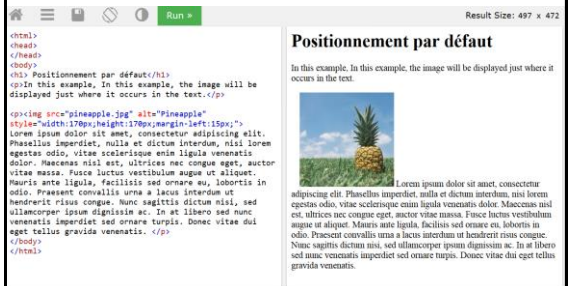 Run »
Result Size: 497 x 472
<html>
<head>
</head>
<body>
<h1> Positionnement par défaut</h1>
<p>In this example, In this example, the image will be
displayed just where it occurs in the text.</p>
<p><img src="pineapple.jpg" alt="Pineapple"
style="width:170px;height:170px;margin-left:15px;">
Lorem ipsum dolor sit amet, consectetur adipiscing elit.
Phasellus imperdiet, nulla et dictum interdum, nisi lorem
egestas odio, vitae scelerisque enim ligula venenatis
dolor. Maecenas nisl est, ultrices nec congue eget, auctor
vitae massa. Fusce luctus vestibulum augue ut aliquet.
Mauris ante ligula, facilisis sed ornare eu, lobortis in
odio. Praesent convallis urna a lacus interdum ut
hendrerit risus congue. Nunc sagittis dictum nisi, sed
ullamcorper ipsum dignissim ac. In at libero sed nunc
venenatis imperdiet sed ornare turpis. Donec vitae dui
eget tellus gravida venenatis. </p>
</body>
</html>
Positionnement par défaut
In this example, In this example, the image will be displayed just where it
occurs in the text.
Lorem ipsum dolor sit amet, consectetur
adipiscing elit. Phasellus imperdiet, nulla et dictum interdum, nisi lorem
egestas odio, vitae scelerisque enim ligula venenatis dolor. Maecenas nisl
est, ultrices nec congue eget, auctor vitae massa. Fusce luctus vestibulum
augue ut aliquet. Mauris ante ligula, facilisis sed ornare eu, lobortis in
odio. Praesent convallis urna a lacus interdum ut hendrerit risus congue.
Nunc sagittis dictum nisi, sed ullamcorper ipsum dignissim ac. In at libero
sed nunc venenatis imperdiet sed ornare turpis. Donec vitae dui eget tellus
gravida venenatis.